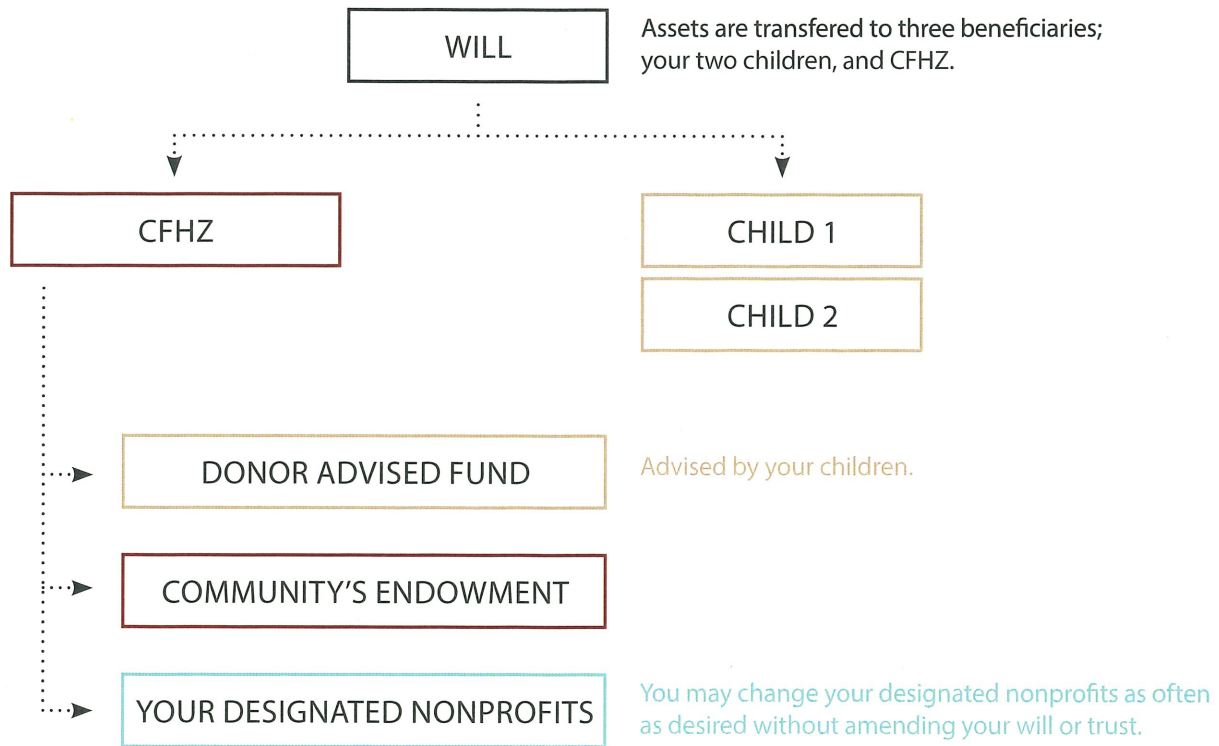 WILL
Assets are transfered to three beneficiaries;
your two children, and CFHZ.
CFHZ
CHILD 1
CHILD 2
DONOR ADVISED FUND
Advised by your children.
COMMUNITY’S ENDOWMENT
YOUR DESIGNATED NONPROFITS
You may change your designated nonprofits as often
as desired without amending your will or trust.